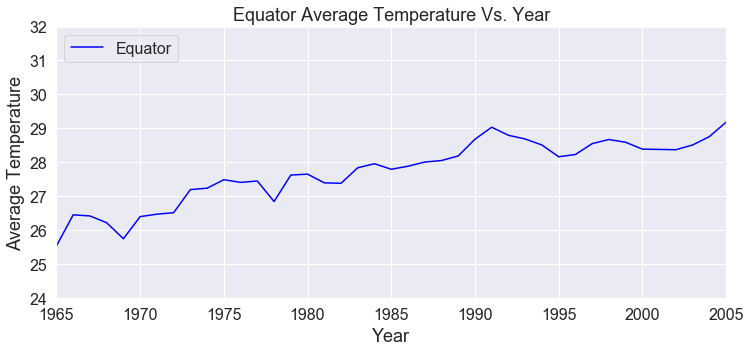 Equator Average Temperature Vs. Year
Equator
Average Temperature
32
31
30
29
28
27
26
25
24
1965 1970 1975 1980 1985 1990 1995 2000 2005
Year